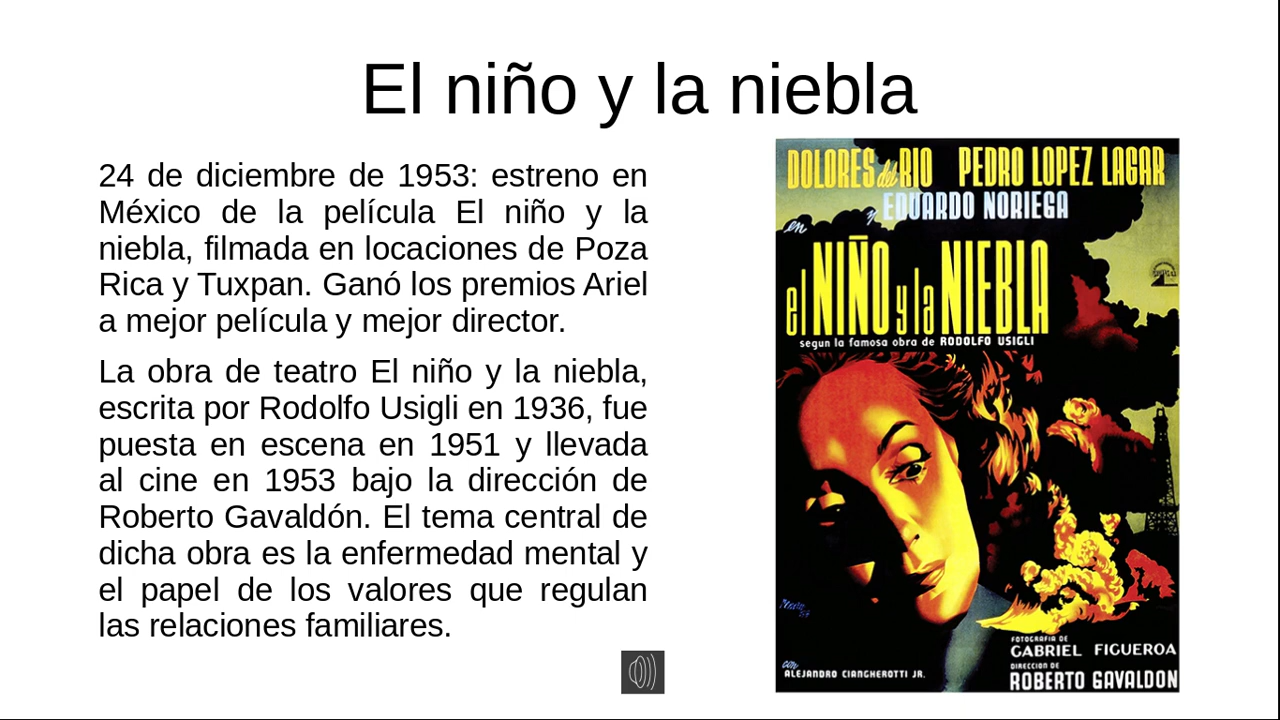 El niño y la niebla
24 de diciembre de 1953: estreno en
México de la película El niño y la
niebla, filmada en locaciones de Poza
Rica y Tuxpan. Ganó los premios Ariel
a mejor película y mejor director.
La obra de teatro El niño y la niebla,
escrita por Rodolfo Usigli en 1936, fue
puesta en escena en 1951 y llevada
al cine en 1953 bajo la dirección de
Roberto Gavaldón. El tema central de
dicha obra es la enfermedad mental y
el papel de los valores que regulan
las relaciones familiares.
DOLORES del RIO PEDRO LOPEZ LAGAR
y EDUARDO NORIEGA
en
el NIÑO y la NIEBLA
segun la famosa obra de RODOLFO USIGLI
FOTOGRAFIA DE
GABRIEL FIGUEROA
con
ALEJANDRO CIANGHEROTTI JR.
DIRECCION DE
ROBERTO GAVALDON